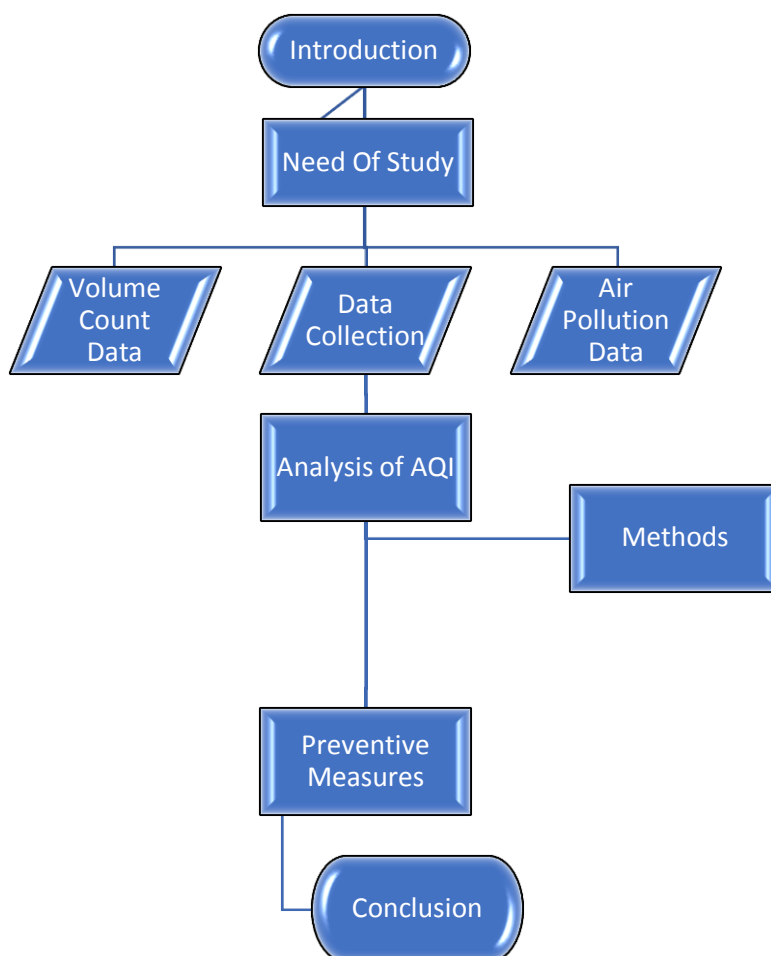 Introduction
Need Of Study
Volume
Count
Data
Data
Collection
Air
Pollution
Data
Analysis of AQI
Methods
Preventive
Measures
Conclusion